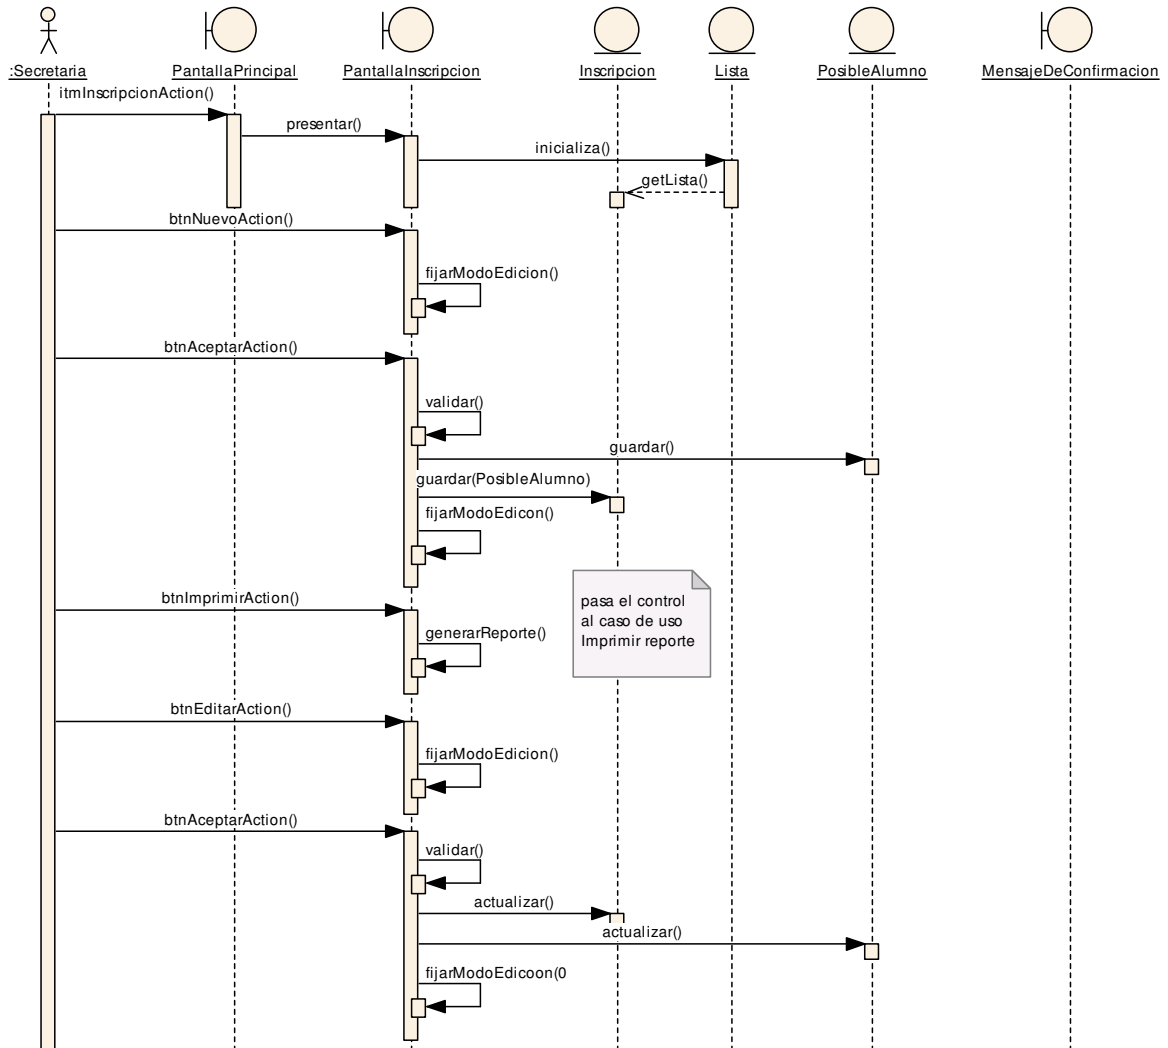 :Secretaria
PantallaPrincipal
PantallaInscripcion
Inscripcion
Lista
PosibleAlumno
MensajeDeConfirmacion
itmInscripcionAction()
presentar()
inicializa()
getLista()
btnNuevoAction()
fijarModoEdicion()
btnAceptarAction()
validar()
guardar()
guardar(PosibleAlumno)
fijarModoEdicon()
pasa el control
al caso de uso
Imprimir reporte
btnImprimirAction()
generarReporte()
btnEditarAction()
fijarModoEdicion()
btnAceptarAction()
validar()
actualizar()
actualizar()
fijarModoEdicoon(0